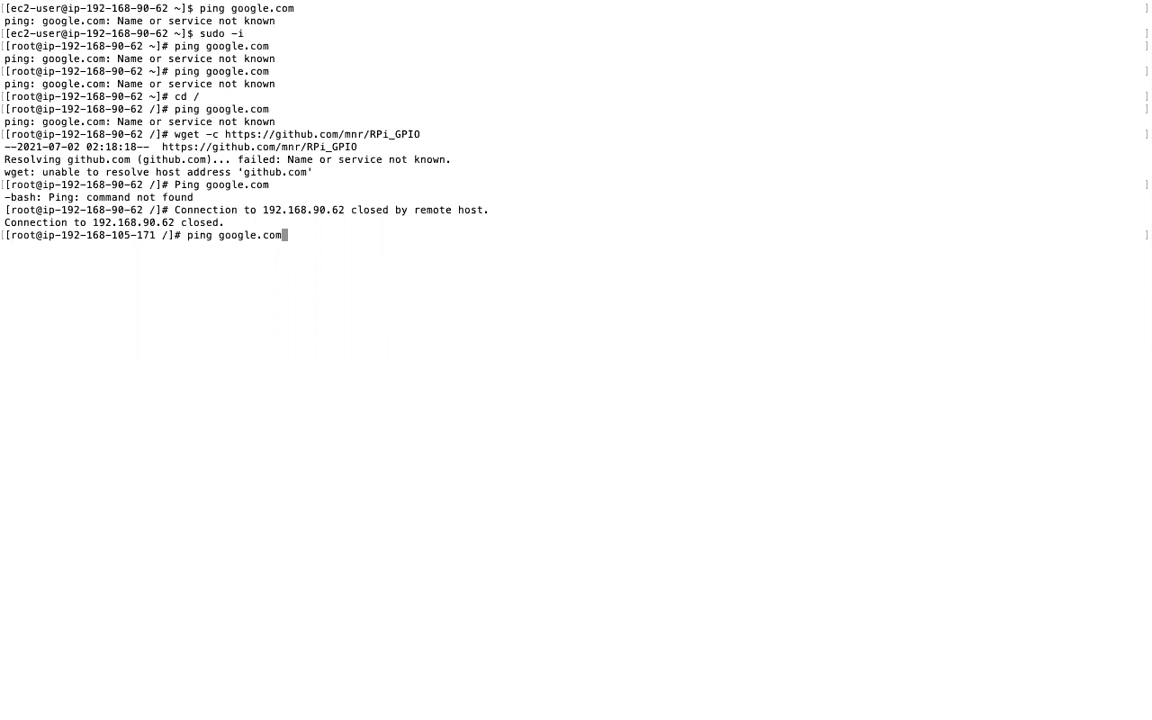 [[ec2-user@ip-192-168-90-62 ~]$ ping google.com ]
ping: google.com: Name or service not known
[[ec2-user@ip-192-168-90-62 ~]$ sudo -i ]
[[root@ip-192-168-90-62 ~]# ping google.com ]
ping: google.com: Name or service not known
[[root@ip-192-168-90-62 ~]# ping google.com ]
ping: google.com: Name or service not known
[[root@ip-192-168-90-62 ~]# cd / ]
[[root@ip-192-168-90-62 /]# ping google.com ]
ping: google.com: Name or service not known
[[root@ip-192-168-90-62 /]# wget -c https://github.com/mnr/RPi_GPIO ]
--2021-07-02 02:18:18--  https://github.com/mnr/RPi_GPIO
Resolving github.com (github.com)... failed: Name or service not known.
wget: unable to resolve host address 'github.com'
[[root@ip-192-168-90-62 /]# Ping google.com ]
-bash: Ping: command not found
[root@ip-192-168-90-62 /]# Connection to 192.168.90.62 closed by remote host.
Connection to 192.168.90.62 closed.
[[root@ip-192-168-105-171 /]# ping google.com ]